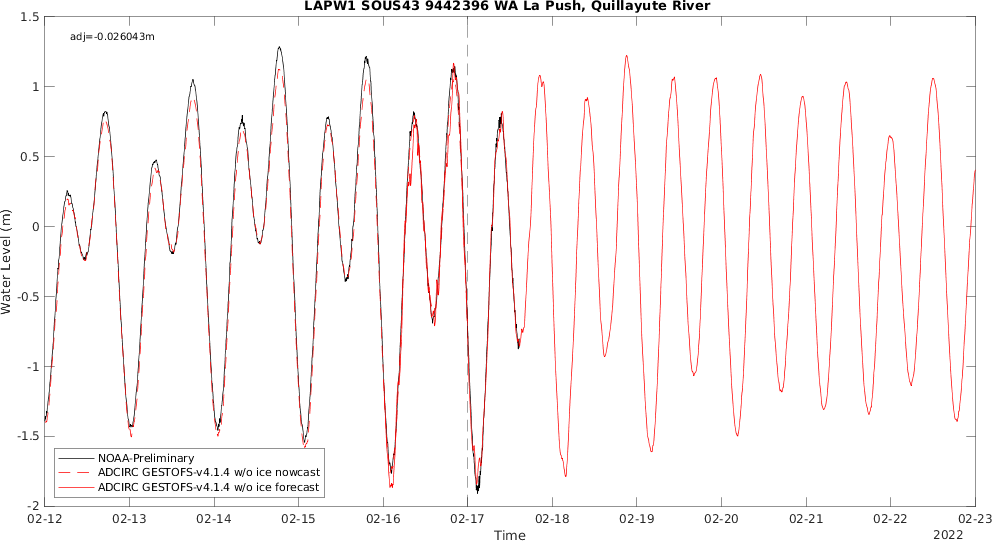 LAPW1 SOUS43 9442396 WA La Push, Quillayute River
adj=-0.026043m
Water Level (m)
1.5
1
0.5
0
-0.5
-1
-1.5
-2
NOAA-Preliminary
ADCIRC GESTOFS-v4.1.4 w/o ice nowcast
ADCIRC GESTOFS-v4.1.4 w/o ice forecast
02-12 02-13 02-14 02-15 02-16 02-17 02-18 02-19 02-20 02-21 02-22 02-23
Time
2022